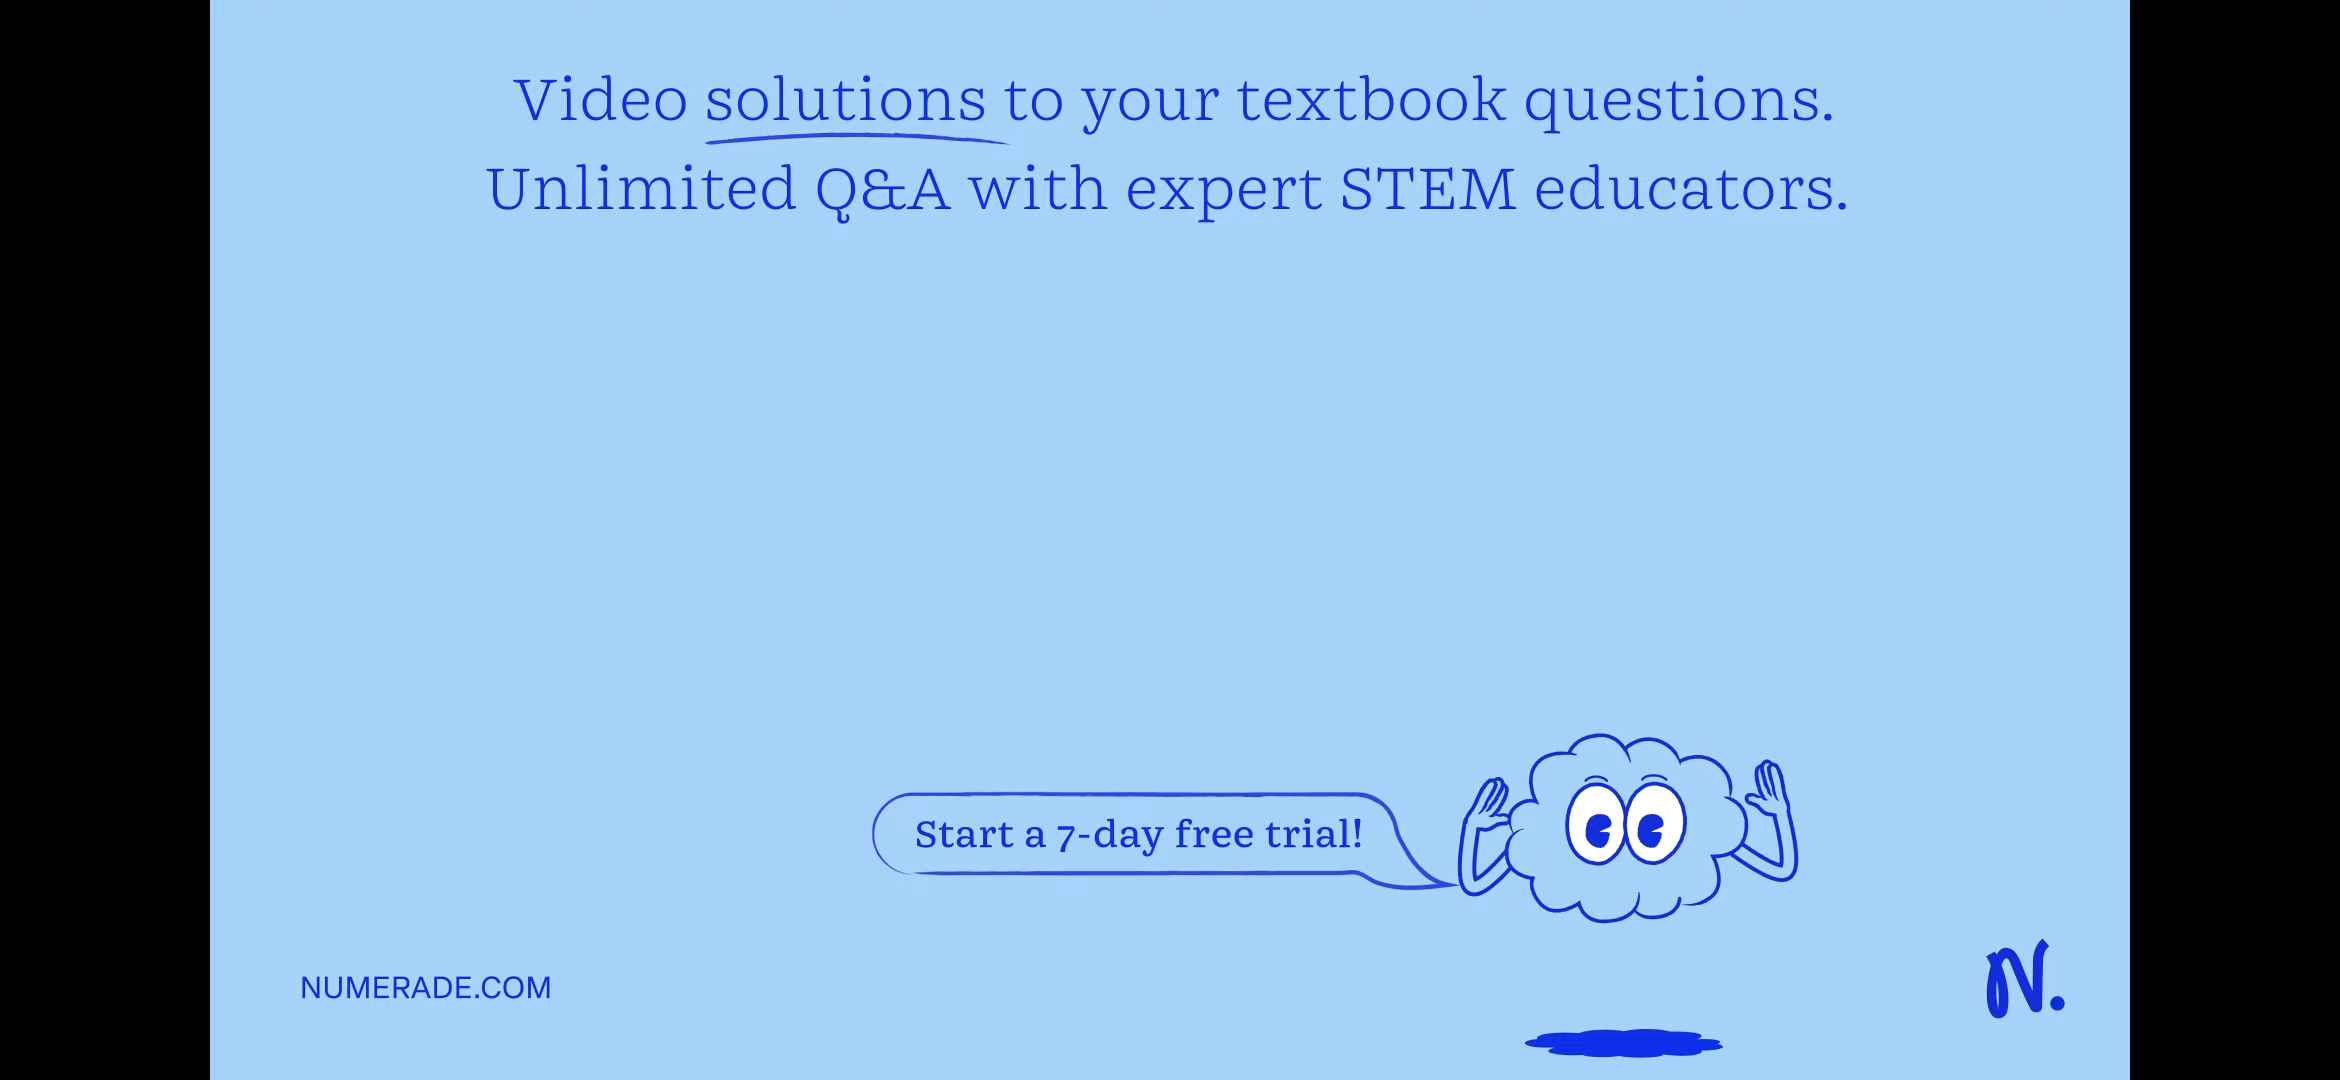 Video solutions to your textbook questions.
Unlimited Q&A with expert STEM educators.
Start a 7-day free trial!
NUMERADE.COM
N.